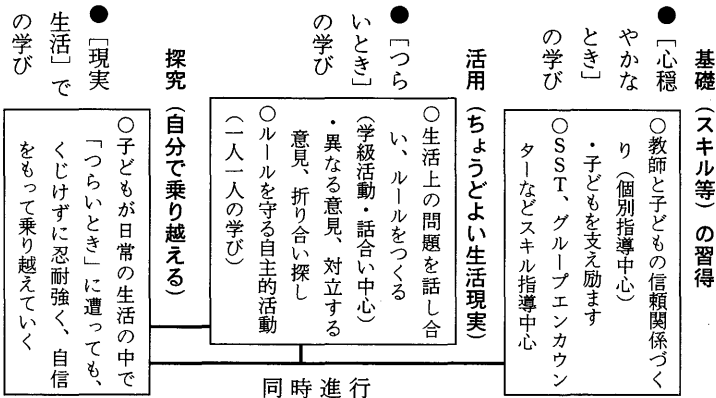 基礎（スキル等）の習得
●［心穏
やかな
とき］
の学び
○教師と子どもの信頼関係づく
り（個別指導中心）
・子どもを支え励ます
○SST、グループエンカウン
ターなどスキル指導中心
活用（ちょうどよい生活現実）
●［つら
いとき］
の学び
○生活上の問題を話し合
い、ルールをつくる
（学級活動・話合い中心）
・異なる意見、対立する
意見、折り合い探し
○ルールを守る自主的活動
（一人一人の学び）
探究（自分で乗り越える）
●［現実
生活］で
の学び
○子どもが日常の生活の中で
「つらいとき」に遭っても、
くじけずに忍耐強く、自信
をもって乗り越えていく
同時進行